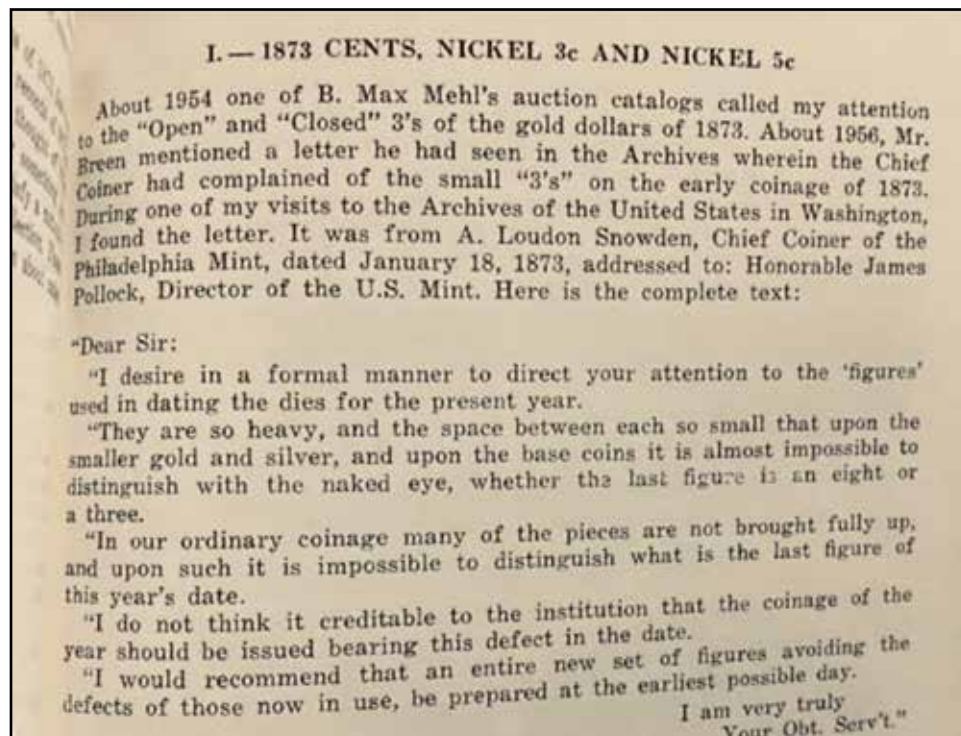 I. — 1873 CENTS, NICKEL 3c AND NICKEL 5c
About 1954 one of B. Max Mehl's auction catalogs called my attention
to the "Open" and "Closed" 3's of the gold dollars of 1873. About 1956, Mr.
Breen mentioned a letter he had seen in the Archives wherein the Chief
Coiner had complained of the small "3's" on the early coinage of 1873.
During one of my visits to the Archives of the United States in Washington,
I found the letter. It was from A. Loudon Snowden, Chief Coiner of the
Philadelphia Mint, dated January 18, 1873, addressed to: Honorable James
Pollock, Director of the U.S. Mint. Here is the complete text:
"Dear Sir:
"I desire in a formal manner to direct your attention to the 'figures'
used in dating the dies for the present year.
"They are so heavy, and the space between each so small that upon the
smaller gold and silver, and upon the base coins it is almost impossible to
distinguish with the naked eye, whether the last figure is an eight or
a three.
"In our ordinary coinage many of the pieces are not brought fully up,
and upon such it is impossible to distinguish what is the last figure of
this year's date.
"I do not think it creditable to the institution that the coinage of the
year should be issued bearing this defect in the date.
"I would recommend that an entire new set of figures avoiding the
defects of those now in use, be prepared at the earliest possible day.
I am very truly
Your Obt. Serv't."